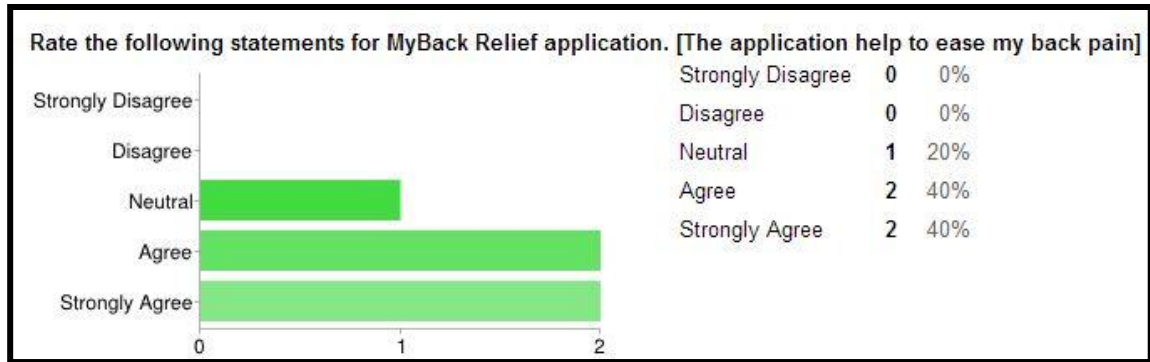 Rate the following statements for MyBack Relief application. [The application help to ease my back pain]
Strongly Disagree
Disagree
Neutral
Agree
Strongly Agree
0 1 2
Strongly Disagree 0 0%
Disagree 0 0%
Neutral 1 20%
Agree 2 40%
Strongly Agree 2 40%